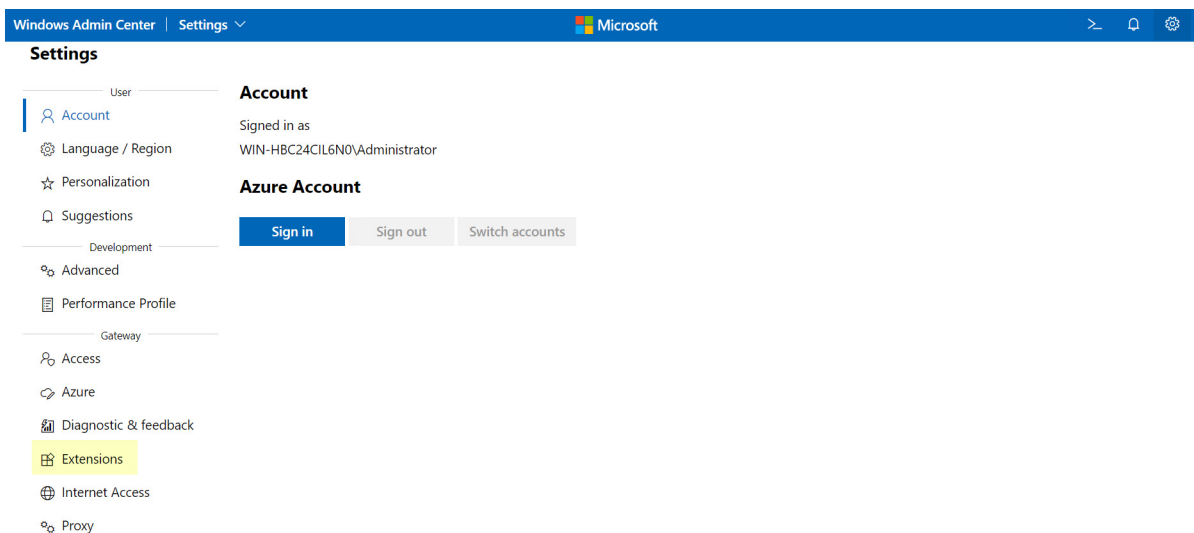 Windows Admin Center | Settings
Microsoft
Settings
User
Account
Language / Region
Personalization
Suggestions
Development
Advanced
Performance Profile
Gateway
Access
Azure
Diagnostic & feedback
Extensions
Internet Access
Proxy
Account
Signed in as
WIN-HBC24CIL6N0\Administrator
Azure Account
Sign in
Sign out
Switch accounts